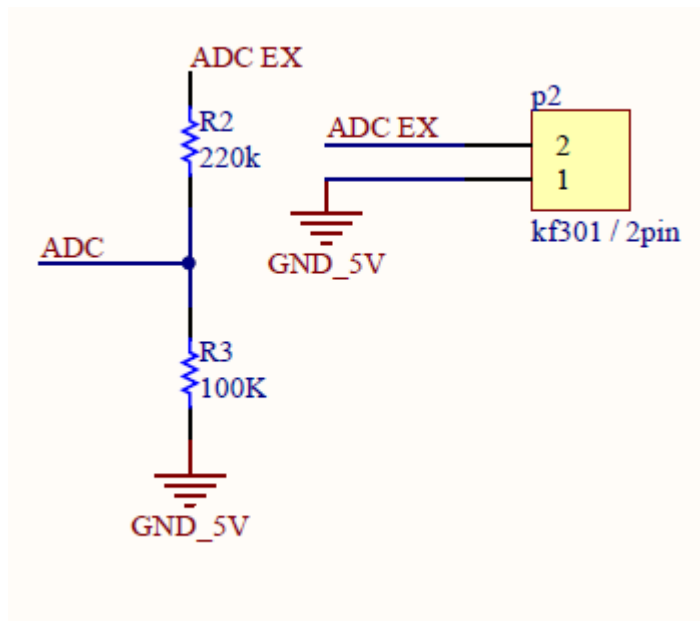 ADC EX
R2
220k
ADC
R3
100K
GND_5V
p2
ADC EX
2
1
kf301 / 2pin
GND_5V